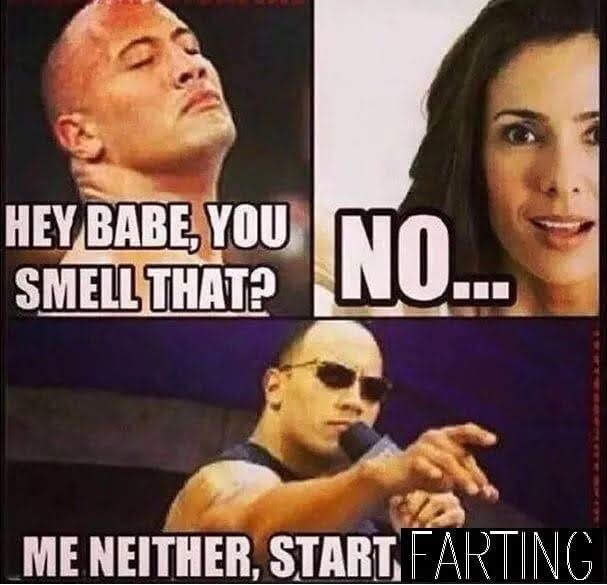 HEY BABE, YOU
SMELL THAT?
NO...
ME NEITHER, START FARTING